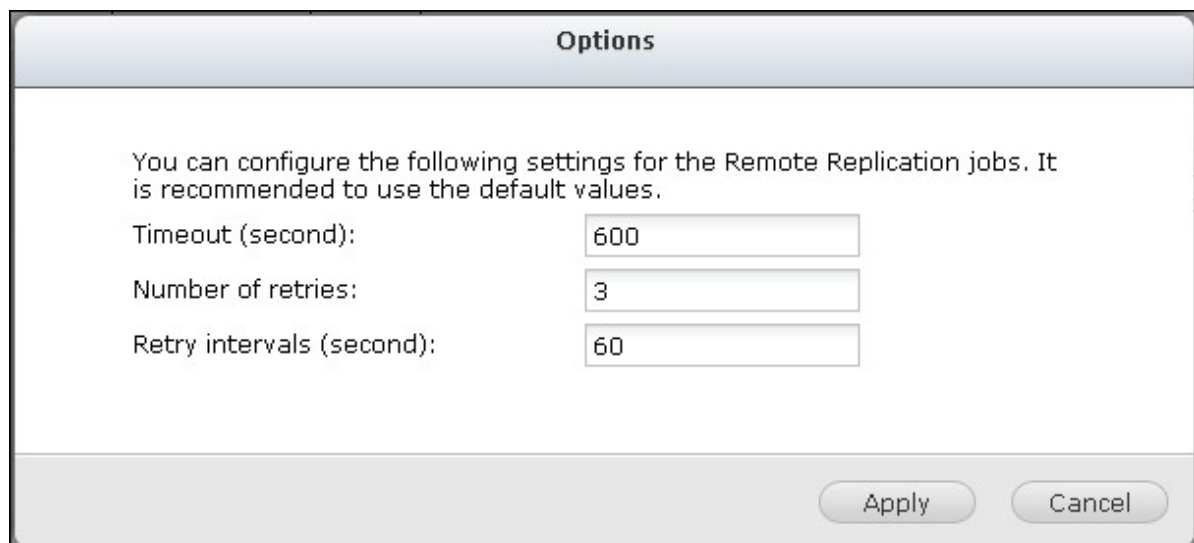 Options
You can configure the following settings for the Remote Replication jobs. It
is recommended to use the default values.
Timeout (second): 600
Number of retries: 3
Retry intervals (second): 60
Apply Cancel